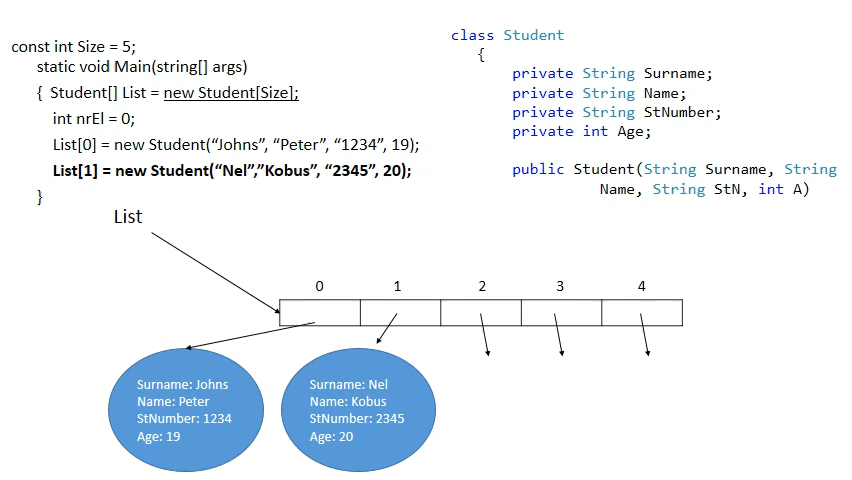 const int Size = 5;
static void Main(string[] args)
{ Student[] List = new Student[Size];
int nrEl = 0;
List[0] = new Student(“Johns”, “Peter”, “1234”, 19);
List[1] = new Student(“Nel”,”Kobus”, “2345”, 20);
}
class Student
{
private String Surname;
private String Name;
private String StNumber;
private int Age;
public Student(String Surname, String
Name, String StN, int A)
List
0 1 2 3 4
Surname: Johns
Name: Peter
StNumber: 1234
Age: 19
Surname: Nel
Name: Kobus
StNumber: 2345
Age: 20